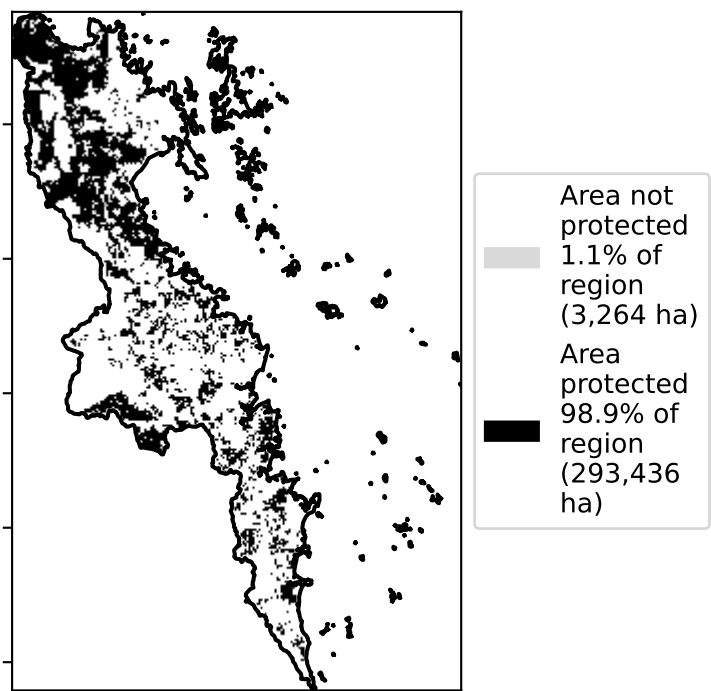 Area not
protected
1.1% of
region
(3,264 ha)
Area
protected
98.9% of
region
(293,436
ha)